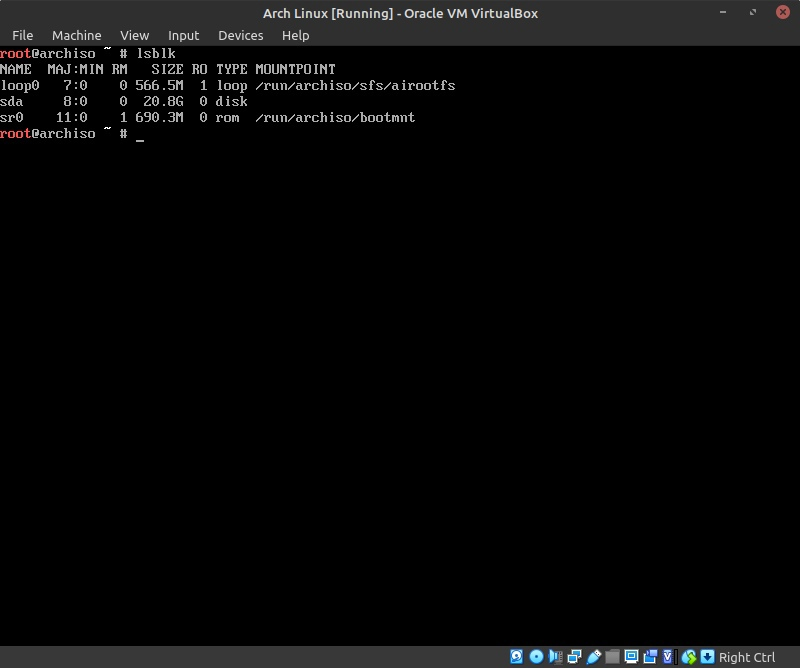 Arch Linux [Running] - Oracle VM VirtualBox
File Machine View Input Devices Help
root@archiso ~ # lsblk
NAME  MAJ:MIN RM   SIZE RO TYPE MOUNTPOINT
loop0   7:0    0 566.5M  1 loop /run/archiso/sfs/airootfs
sda     8:0    0  20.8G  0 disk
sr0    11:0    1 690.3M  0 rom  /run/archiso/bootmnt
root@archiso ~ # _
Right Ctrl